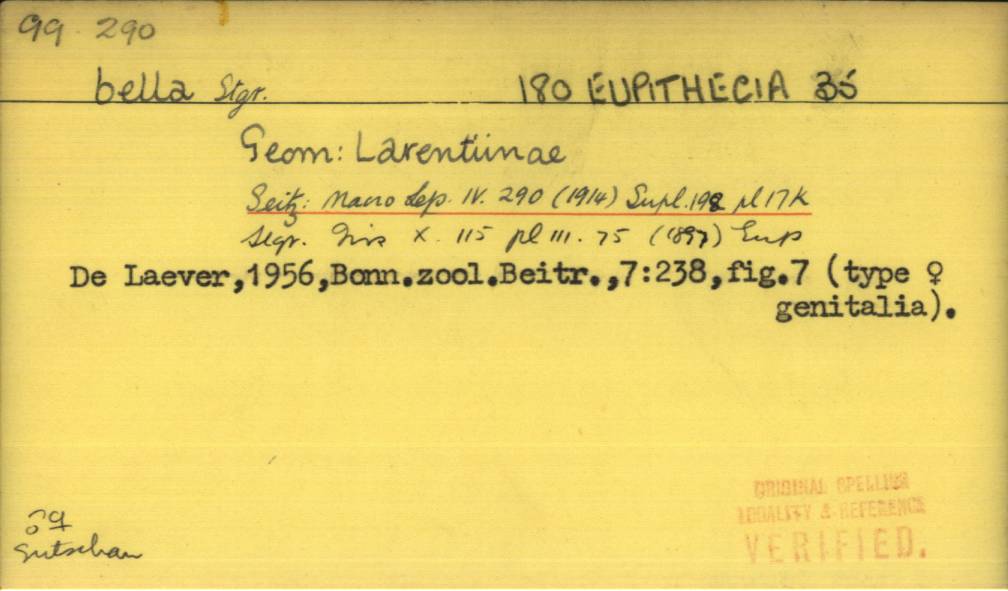 99 290
bella Stgr. 180 EUPITHECIA 35
Geom: Larentiinae
Seitz: Macro Lep. IV. 290 (1914) Supl. 198 pl 17 K
Stgr. Iris X. 115 pl III. 75 (1897) Eup
De Laever,1956,Bonn.zool.Beitr.,7:238,fig.7 (type ♀
genitalia).
ORIGINAL SPELLING
LOCALITY & REFERENCE
VERIFIED.
♂♀
Gutschau